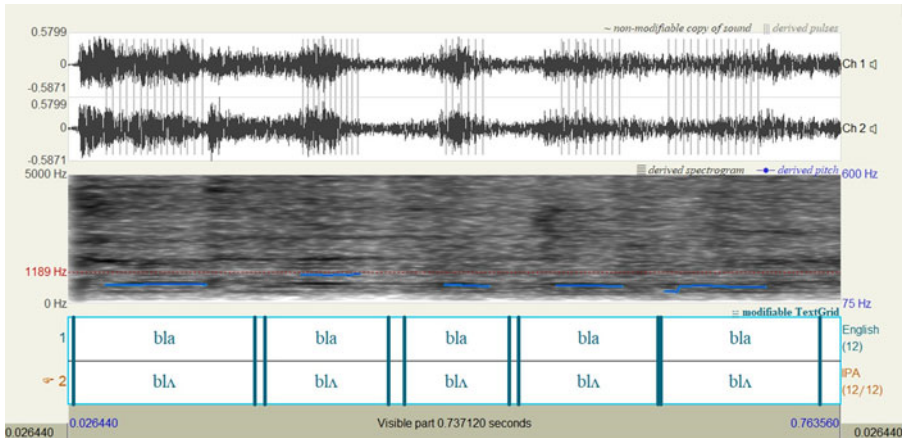 0.5799
~ non-modifiable copy of sound ||| derived pulses
0
Ch 1
-0.5871
0.5799
0
Ch 2
-0.5871
derived spectrogram derived pitch
5000 Hz
600 Hz
1189 Hz
0 Hz
75 Hz
modifiable TextGrid
1 bla bla bla bla bla English
(12)
2 blʌ blʌ blʌ blʌ blʌ IPA
(12/12)
0.026440 Visible part 0.737120 seconds 0.763560
0.026440 0.026440